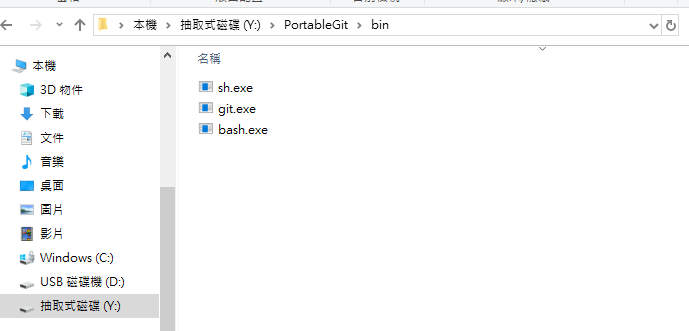 本機 › 抽取式磁碟 (Y:) › PortableGit › bin
名稱
sh.exe
git.exe
bash.exe
本機
3D 物件
下載
文件
音樂
桌面
圖片
影片
Windows (C:)
USB 磁碟機 (D:)
抽取式磁碟 (Y:)